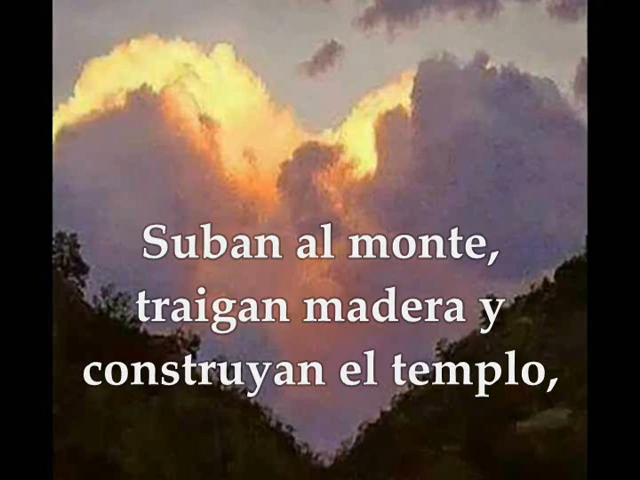 Suban al monte,
traigan madera y
construyan el templo,